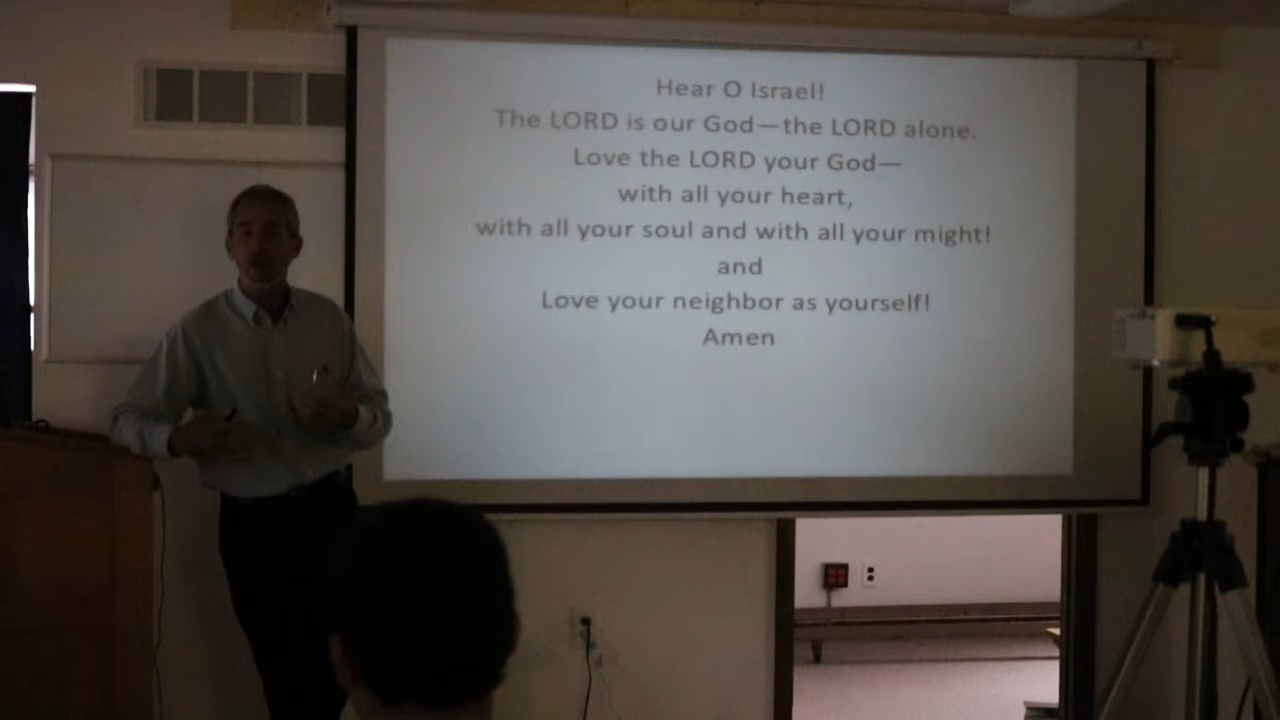 Hear O Israel!
The LORD is our God—the LORD alone.
Love the LORD your God—
with all your heart,
with all your soul and with all your might!
and
Love your neighbor as yourself!
Amen